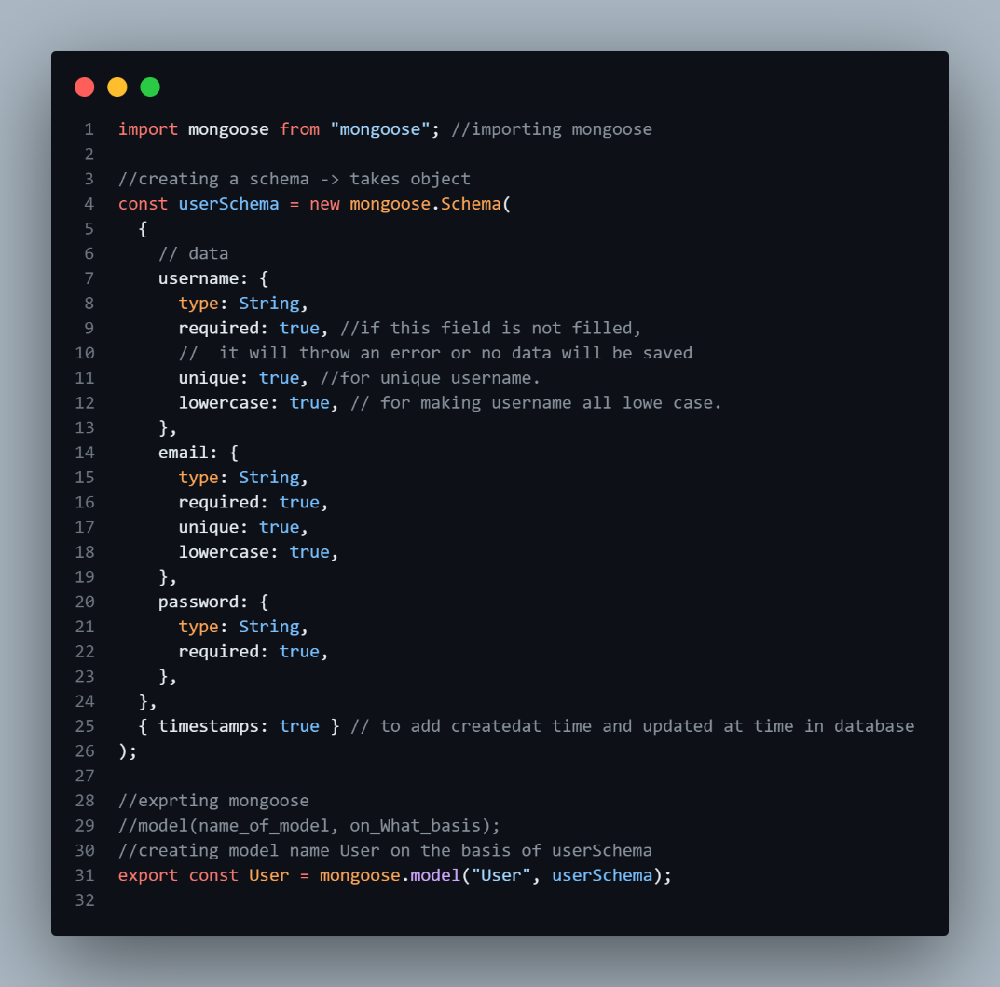 1 import mongoose from "mongoose"; //importing mongoose
2
3 //creating a schema -> takes object
4 const userSchema = new mongoose.Schema(
5   {
6     // data
7     username: {
8       type: String,
9       required: true, //if this field is not filled,
10       //  it will throw an error or no data will be saved
11       unique: true, //for unique username.
12       lowercase: true, // for making username all lowe case.
13     },
14     email: {
15       type: String,
16       required: true,
17       unique: true,
18       lowercase: true,
19     },
20     password: {
21       type: String,
22       required: true,
23     },
24   },
25   { timestamps: true } // to add createdat time and updated at time in database
26 );
27
28 //exprting mongoose
29 //model(name_of_model, on_What_basis);
30 //creating model name User on the basis of userSchema
31 export const User = mongoose.model("User", userSchema);
32